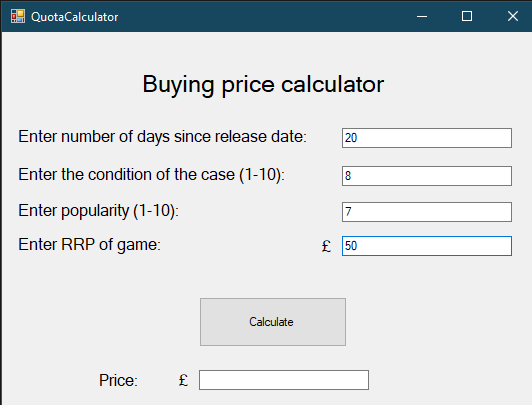 QuotaCalculator
Buying price calculator
Enter number of days since release date: 20
Enter the condition of the case (1-10): 8
Enter popularity (1-10): 7
Enter RRP of game: £ 50
Calculate
Price: £